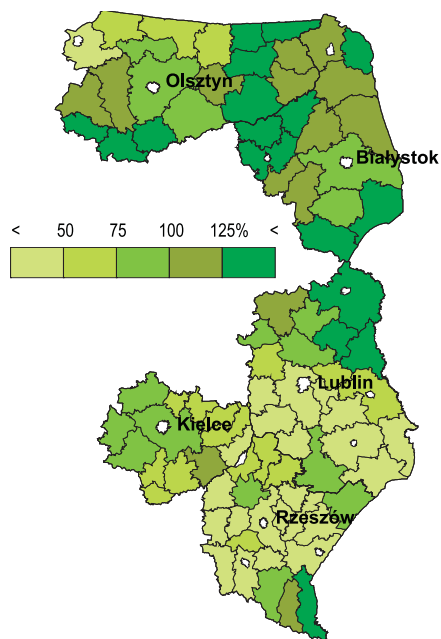 Olsztyn
Białystok
< 50 75 100 125% <
Lublin
Kielce
Rzeszów